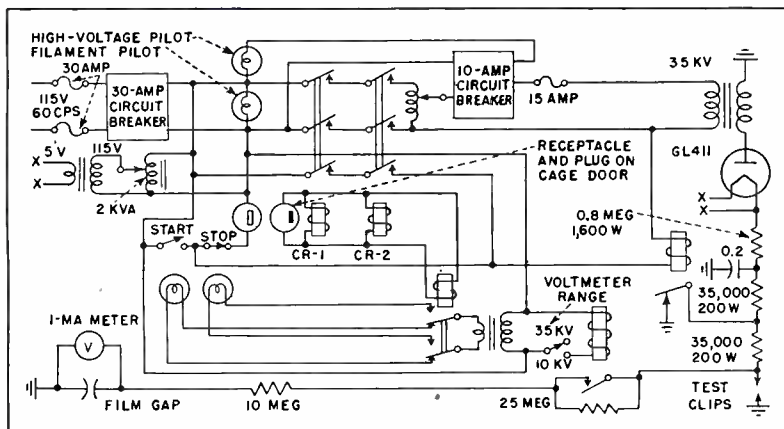 HIGH-VOLTAGE PILOT
FILAMENT PILOT
30 AMP
115V
60 CPS
30-AMP
CIRCUIT
BREAKER
10-AMP
CIRCUIT
BREAKER
15 AMP
35 KV
GL411
X
X
5V
115V
2 KVA
RECEPTACLE
AND PLUG ON
CAGE DOOR
X
X
0.8 MEG
1,600 W
START
STOP
CR-1
CR-2
0.2
35,000
200 W
VOLTMETER
RANGE
35 KV
10 KV
35,000
200 W
1-MA METER
V
FILM GAP
10 MEG
25 MEG
TEST
CLIPS